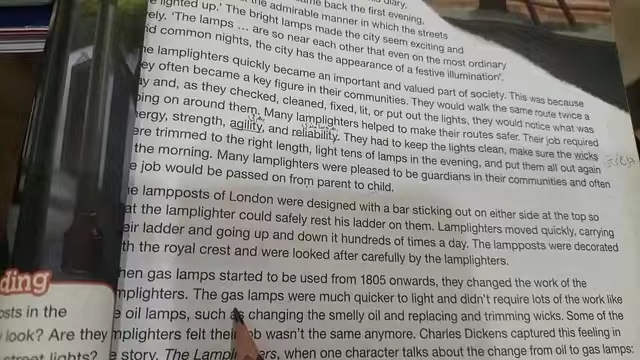 diary,
me back the first evening,
the admirable manner in which the streets
lighted up.' The bright lamps made the city seem exciting and
ely. 'The lamps ... are so near each other that even on the most ordinary
nd common nights, the city has the appearance of a festive illumination'.
he lamplighters quickly became an important and valued part of society. This was because
ey often became a key figure in their communities. They would walk the same route twice a
ay and, as they checked, cleaned, fixed, lit, or put out the lights, they would notice what was
oing on around them. Many lamplighters helped to make their routes safer. Their job required
nergy, strength, agility, and reliability. They had to keep the lights clean, make sure the wicks
ere trimmed to the right length, light tens of lamps in the evening, and put them all out again
the morning. Many lamplighters were pleased to be guardians in their communities and often
e job would be passed on from parent to child.
he lampposts of London were designed with a bar sticking out on either side at the top so
at the lamplighter could safely rest his ladder on them. Lamplighters moved quickly, carrying
eir ladder and going up and down it hundreds of times a day. The lampposts were decorated
th the royal crest and were looked after carefully by the lamplighters.
hen gas lamps started to be used from 1805 onwards, they changed the work of the
mplighters. The gas lamps were much quicker to light and didn't require lots of the work like
e oil lamps, such as changing the smelly oil and replacing and trimming wicks. Some of the
mplighters felt their job wasn't the same anymore. Charles Dickens captured this feeling in
e story, The Lamplighters, when one character talks about the change from oil to gas lamps:
ding
osts in the
look? Are they
street lights?